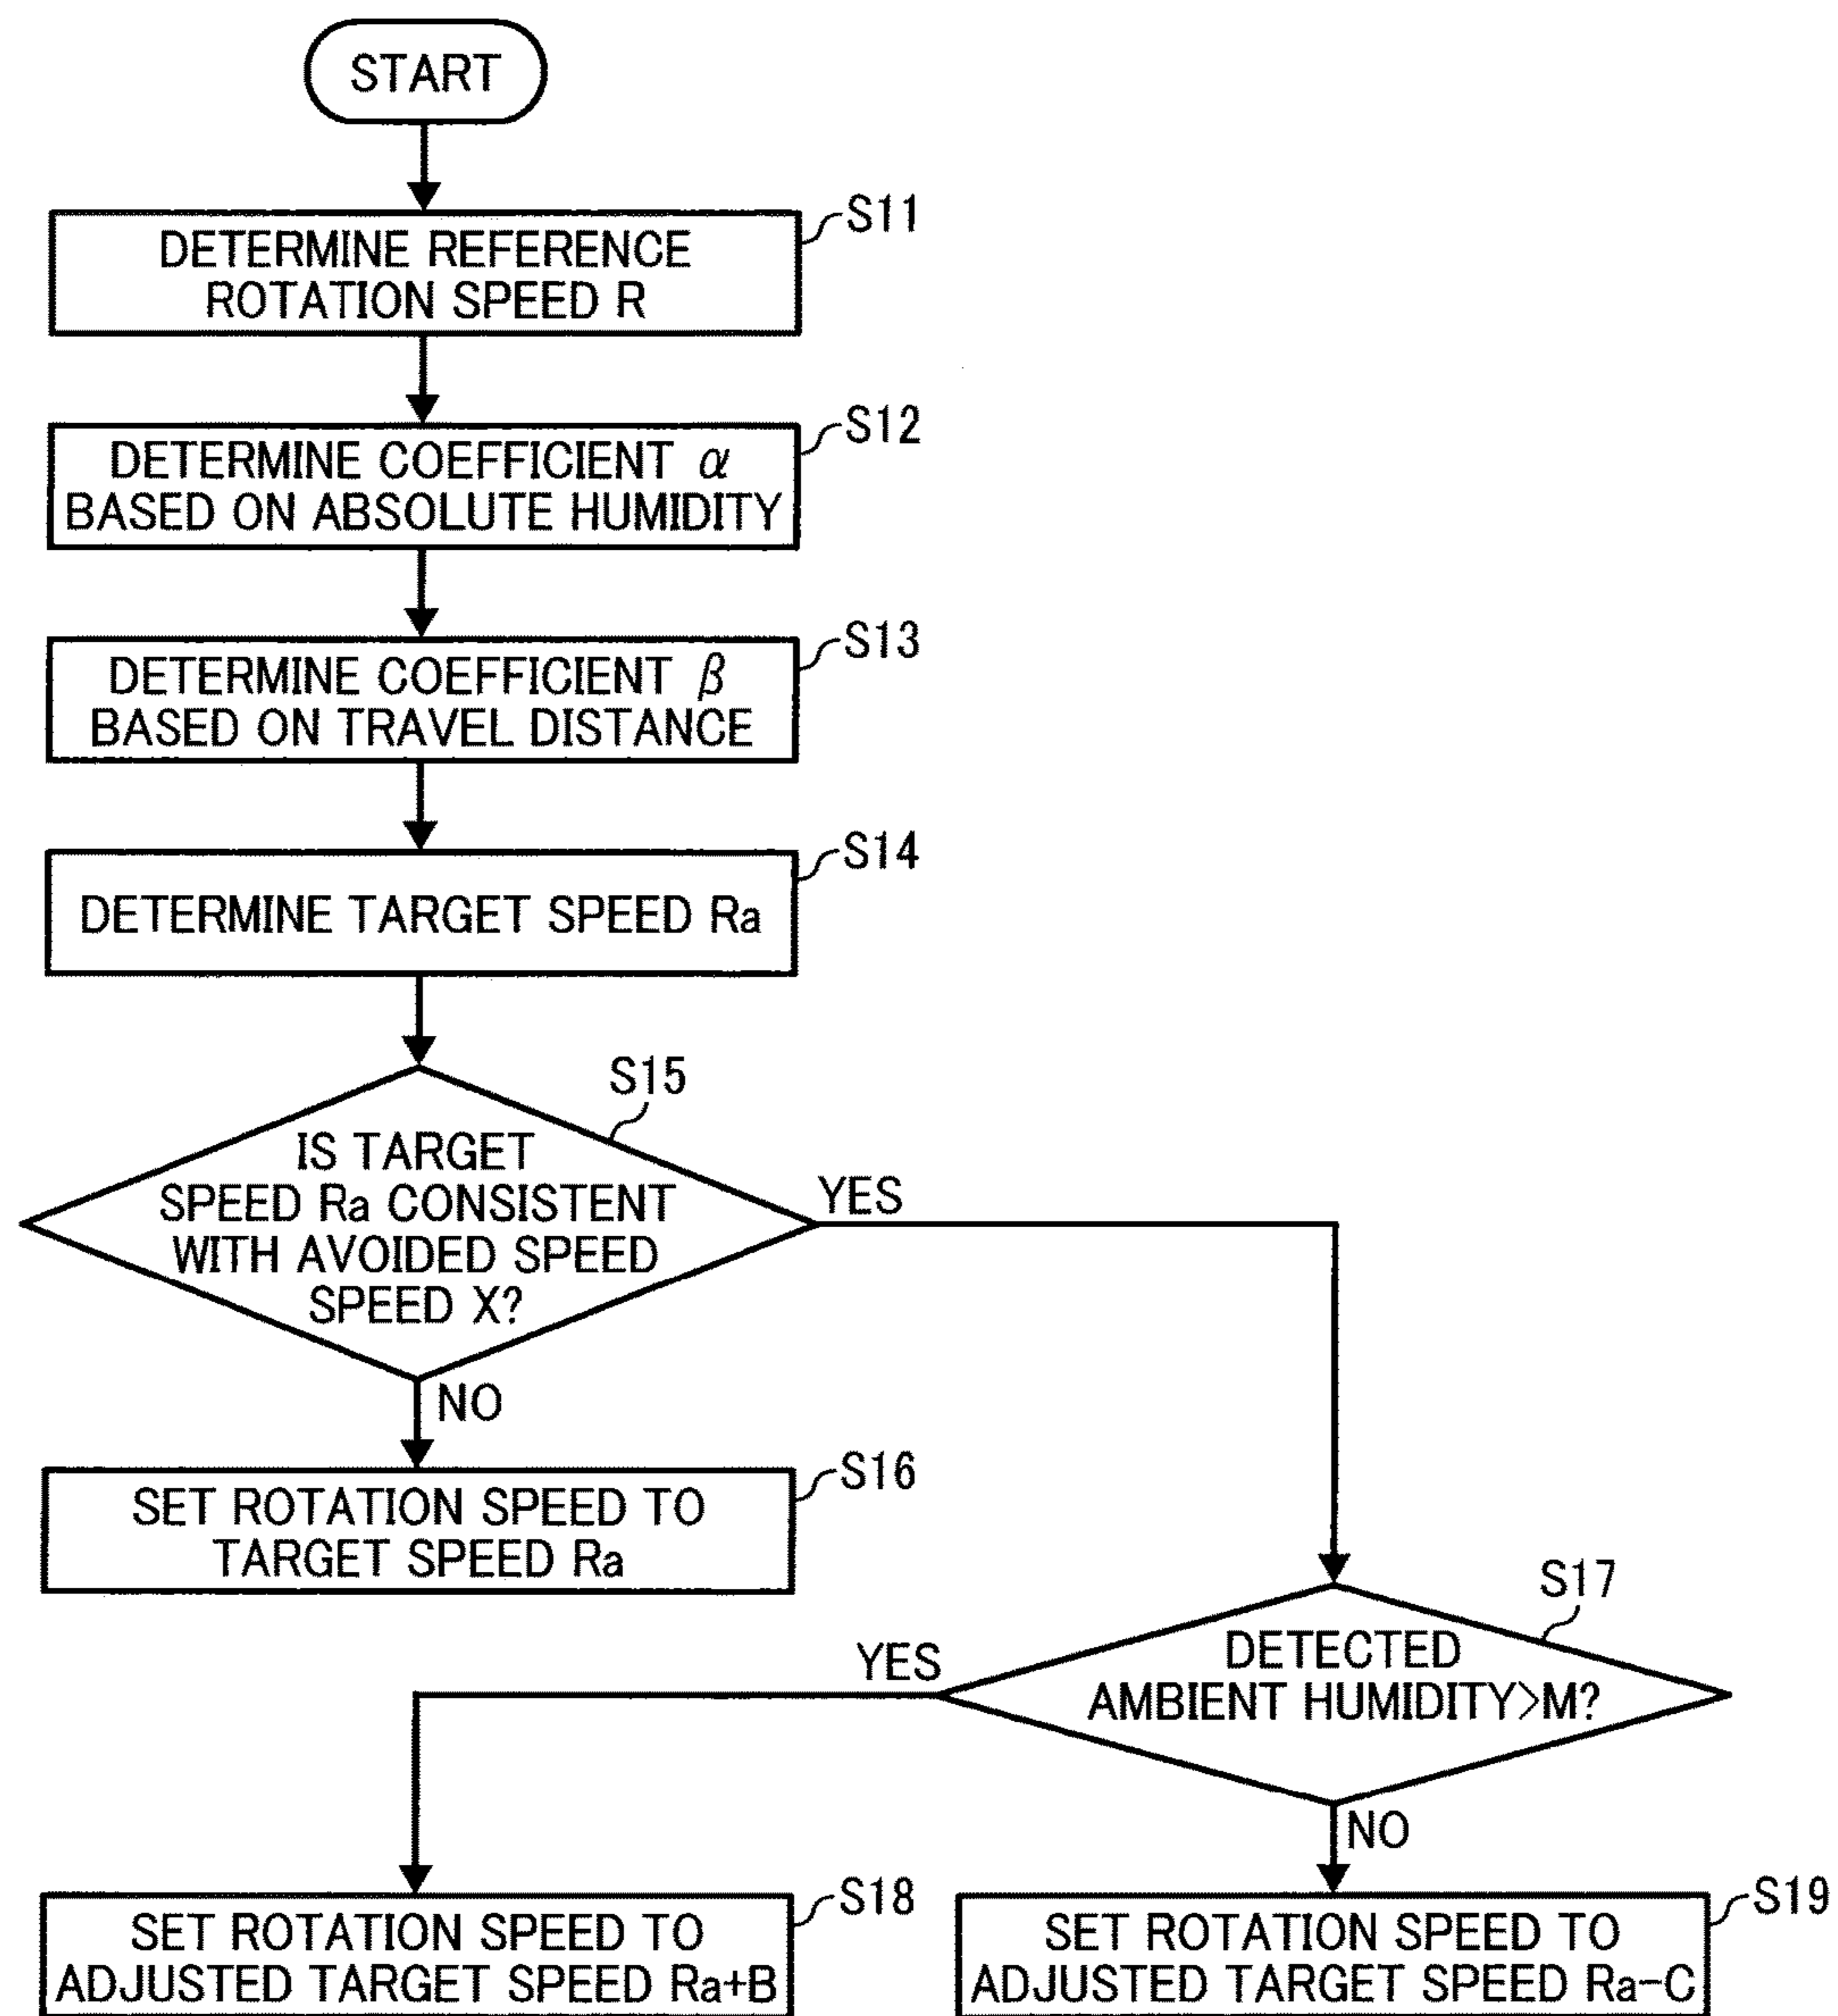 START
S11
DETERMINE REFERENCE
ROTATION SPEED R
S12
DETERMINE COEFFICIENT α
BASED ON ABSOLUTE HUMIDITY
S13
DETERMINE COEFFICIENT β
BASED ON TRAVEL DISTANCE
S14
DETERMINE TARGET SPEED Ra
S15
IS TARGET
SPEED Ra CONSISTENT
WITH AVOIDED SPEED
SPEED X?
YES
NO
S16
SET ROTATION SPEED TO
TARGET SPEED Ra
S17
DETECTED
AMBIENT HUMIDITY>M?
YES
NO
S18
SET ROTATION SPEED TO
ADJUSTED TARGET SPEED Ra+B
S19
SET ROTATION SPEED TO
ADJUSTED TARGET SPEED Ra-C